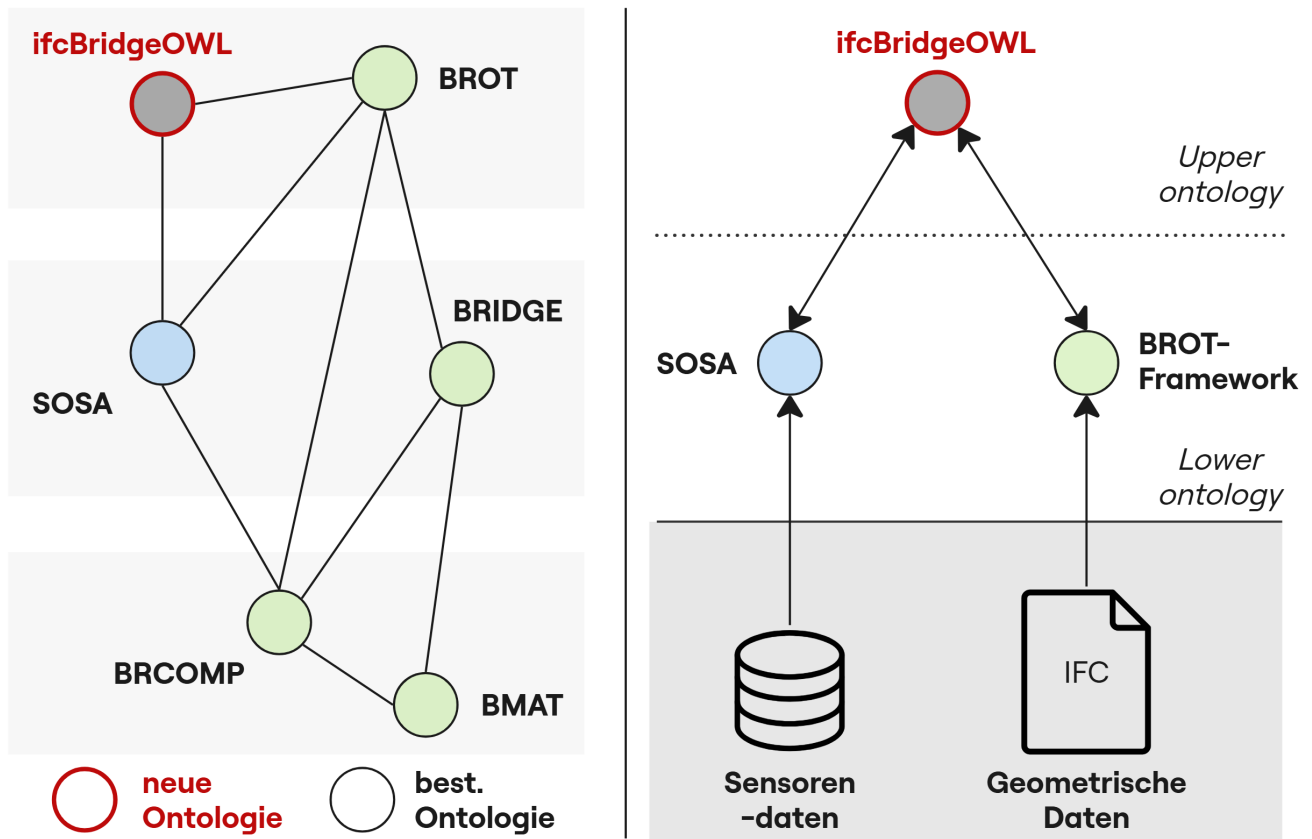 ifcBridgeOWL
BROT
BRIDGE
SOSA
BRCOMP
BMAT
neue
Ontologie
best.
Ontologie
ifcBridgeOWL
Upper
ontology
SOSA
BROT-
Framework
Lower
ontology
IFC
Sensoren
-daten
Geometrische
Daten